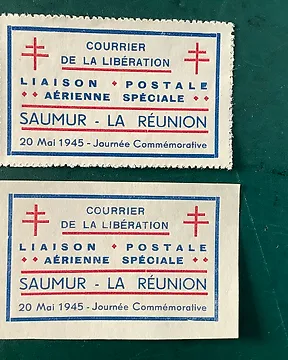 COURRIER
DE LA LIBÉRATION
LIAISON POSTALE
AÉRIENNE SPÉCIALE
SAUMUR - LA RÉUNION
20 Mai 1945 - Journée Commémorative
COURRIER
DE LA LIBÉRATION
LIAISON POSTALE
AÉRIENNE SPÉCIALE
SAUMUR - LA RÉUNION
20 Mai 1945 - Journée Commémorative